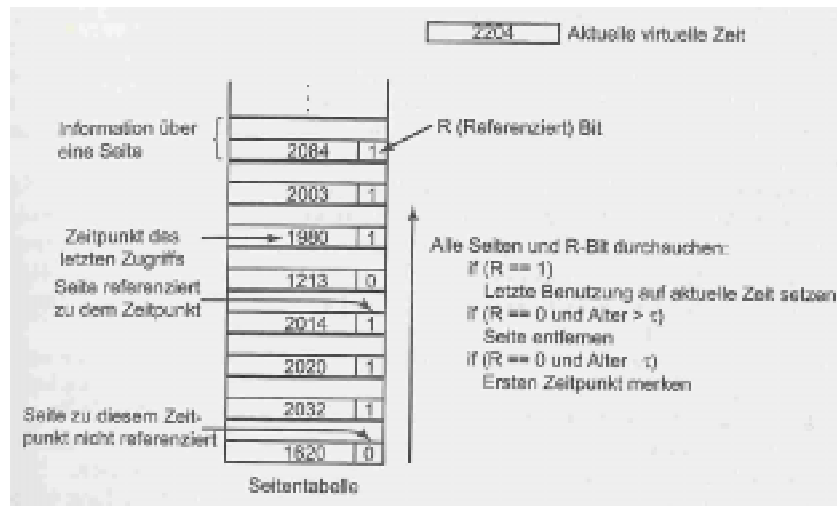 2204 Aktuelle virtuelle Zeit
Information über
eine Seite
R (Referenziert) Bit
2084 1
2003 1
Zeitpunkt des
letzten Zugriffs
1980 1
Seite referenziert
zu dem Zeitpunkt
1213 0
2014 1
2020 1
2032 1
Seite zu diesem Zeit-
punkt nicht referenziert
1620 0
Seitentabelle
Alle Seiten und R-Bit durchsuchen:
if (R == 1)
Letzte Benutzung auf aktuelle Zeit setzen
if (R == 0 und Alter > τ)
Seite entfernen
if (R == 0 und Alter τ)
Ersten Zeitpunkt merken